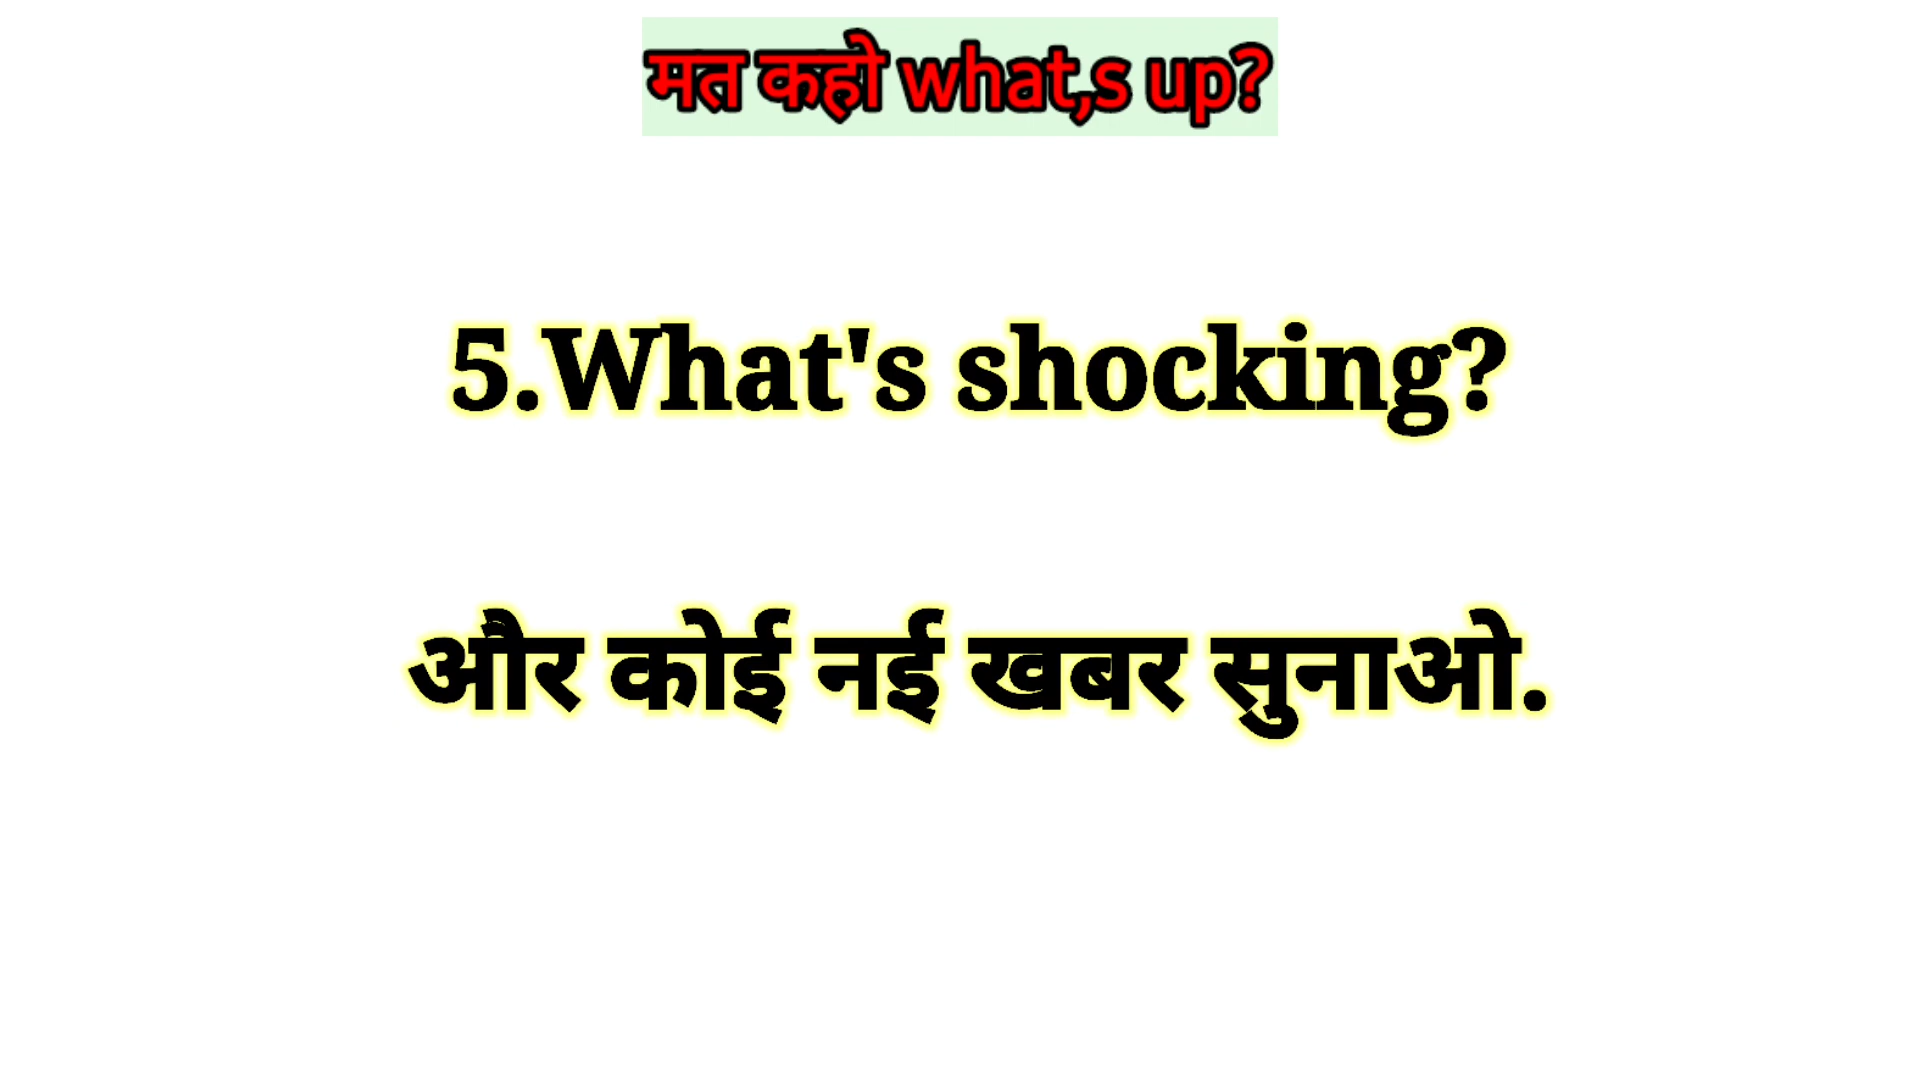 मत कहो what,s up?
5.What's shocking?
और कोई नई खबर सुनाओ.